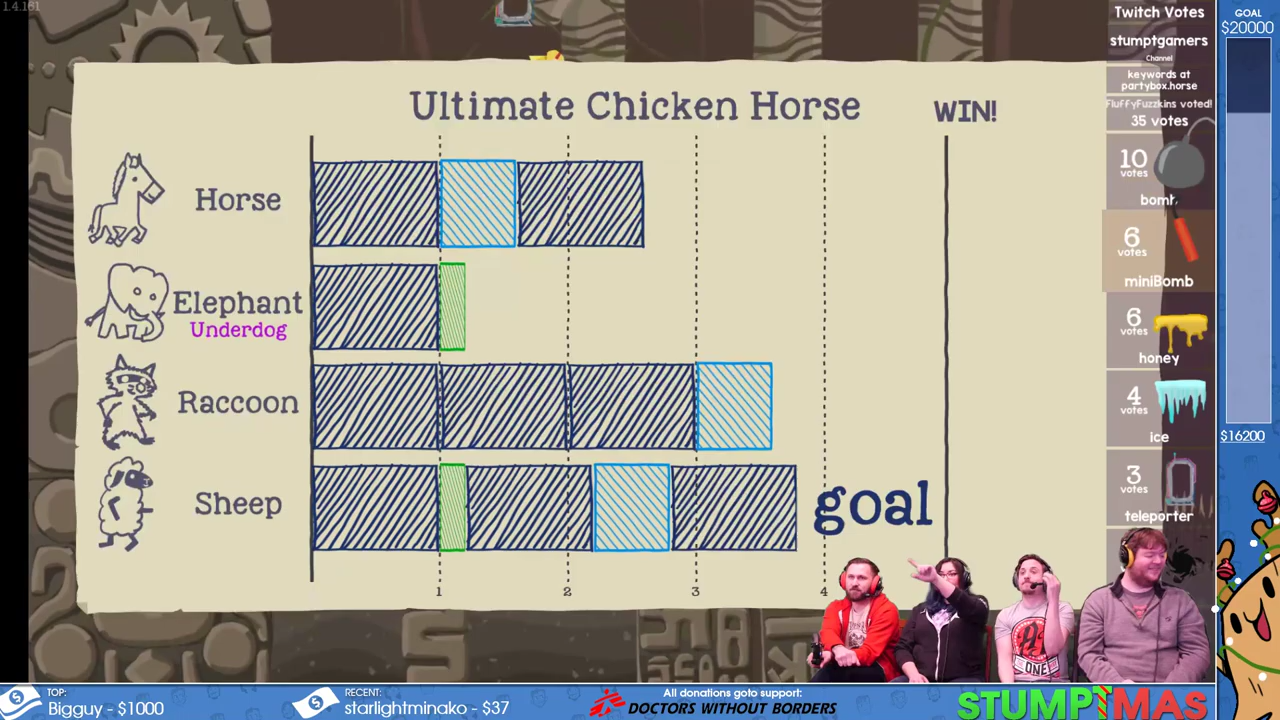 1.4.161
Ultimate Chicken Horse
WIN!
Horse
Elephant
Underdog
Raccoon
Sheep
goal
1
2
3
4
Twitch Votes
stumptgamers
Channel
keywords at
partybox.horse
FluffyFuzzkins voted!
35 votes
10
votes
bomb
6
votes
miniBomb
6
votes
honey
4
votes
ice
3
votes
teleporter
GOAL
$20000
$16200
ONE
TOP:
Bigguy - $1000
RECENT:
starlightminako - $37
All donations goto support:
DOCTORS WITHOUT BORDERS
STUMPTMAS